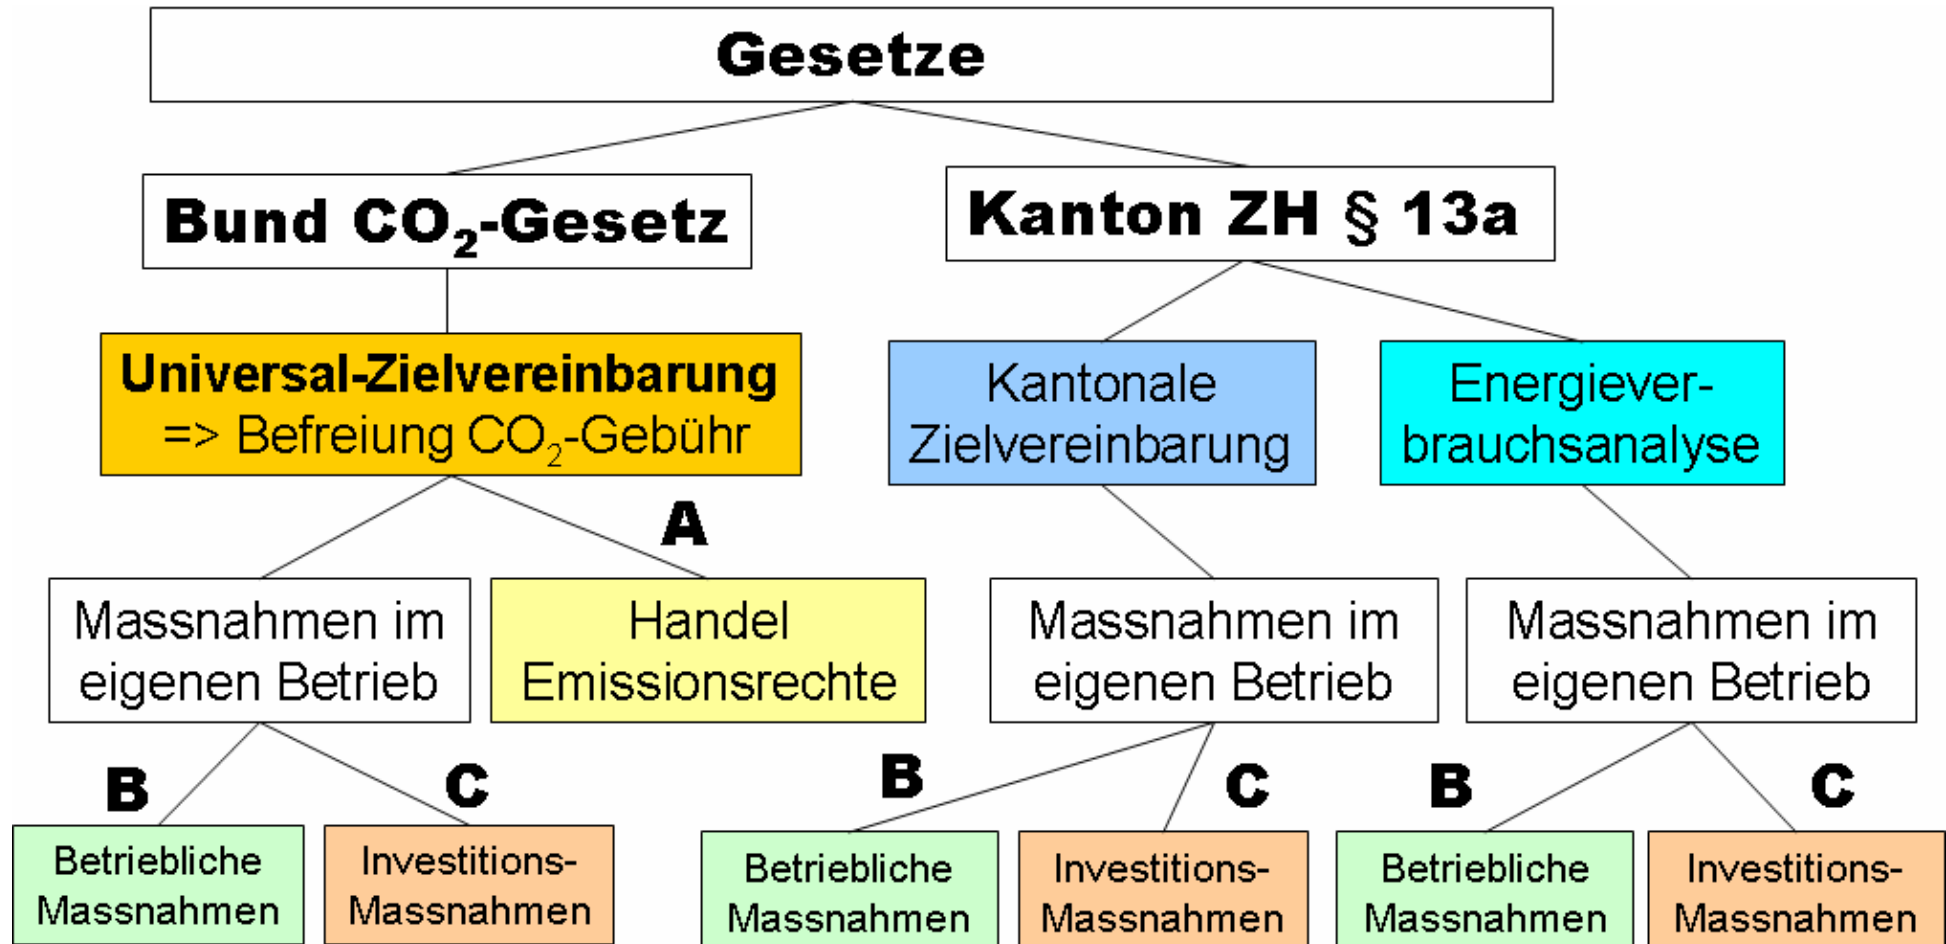 Gesetze
Bund CO₂-Gesetz
Kanton ZH § 13a
Universal-Zielvereinbarung
=> Befreiung CO₂-Gebühr
Kantonale
Zielvereinbarung
Energiever-
brauchsanalyse
A
Massnahmen im
eigenen Betrieb
Handel
Emissionsrechte
Massnahmen im
eigenen Betrieb
Massnahmen im
eigenen Betrieb
B
C
B
C
B
C
Betriebliche
Massnahmen
Investitions-
Massnahmen
Betriebliche
Massnahmen
Investitions-
Massnahmen
Betriebliche
Massnahmen
Investitions-
Massnahmen